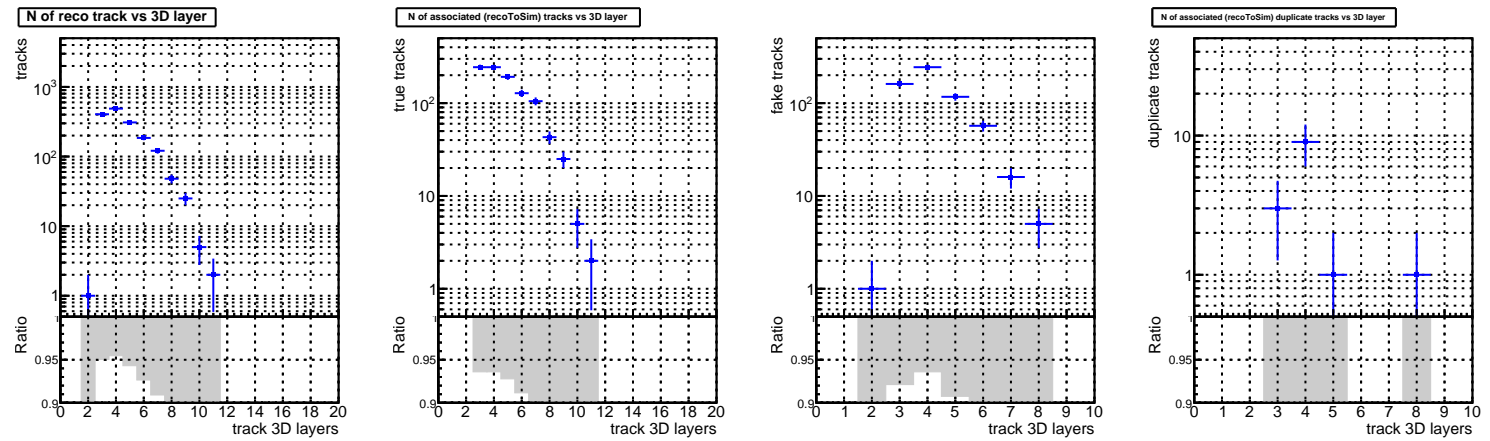 N of reco track vs 3D layer
tracks
10³
10²
10
1
Ratio
1
0.95
0.9
0 2 4 6 8 10 12 14 16 18 20
track 3D layers
N of associated (recoToSim) tracks vs 3D layer
true tracks
10²
10
1
Ratio
1
0.95
0.9
0 2 4 6 8 10 12 14 16 18 20
track 3D layers
fake tracks
10²
10
1
Ratio
1
0.95
0.9
0 1 2 3 4 5 6 7 8 9 10
track 3D layers
N of associated (recoToSim) duplicate tracks vs 3D layer
duplicate tracks
10
1
Ratio
1
0.95
0.9
0 1 2 3 4 5 6 7 8 9 10
track 3D layers